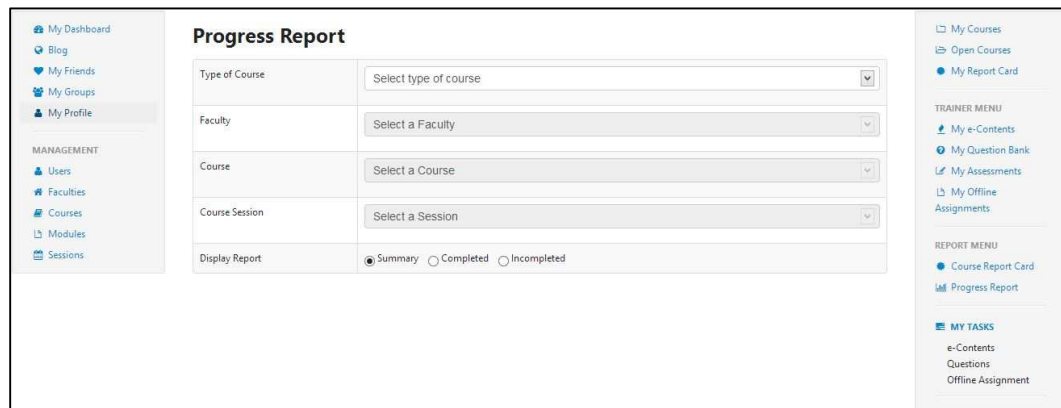 My Dashboard
Blog
My Friends
My Groups
My Profile
MANAGEMENT
Users
Faculties
Courses
Modules
Sessions
Progress Report
Type of Course
Select type of course
Faculty
Select a Faculty
Course
Select a Course
Course Session
Select a Session
Display Report
Summary Completed Incompleted
My Courses
Open Courses
My Report Card
TRAINER MENU
My e-Contents
My Question Bank
My Assessments
My Offline
Assignments
REPORT MENU
Course Report Card
Progress Report
MY TASKS
e-Contents
Questions
Offline Assignment